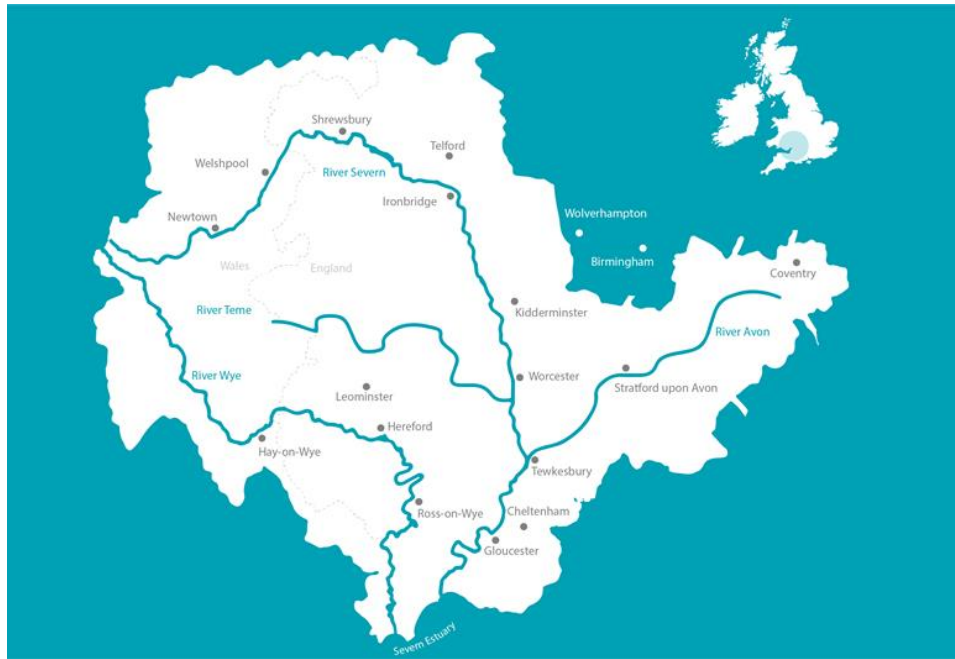 Shrewsbury
Telford
Welshpool
River Severn
Ironbridge
Newtown
Wolverhampton
Birmingham
Coventry
Wales
England
River Teme
Kidderminster
River Avon
River Wye
Worcester
Stratford upon Avon
Leominster
Hereford
Hay-on-Wye
Tewkesbury
Ross-on-Wye
Cheltenham
Gloucester
Severn Estuary